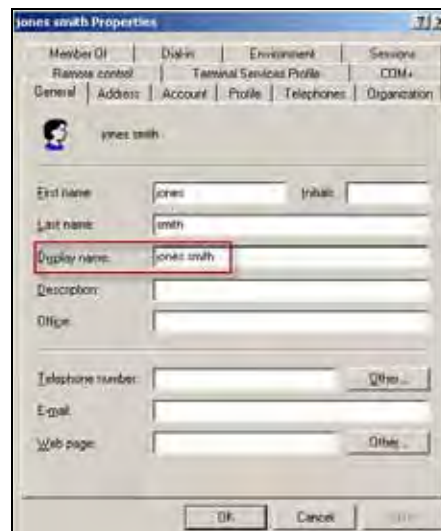 jones smith Properties
Member Of Dial-in Environment Sessions
Remote control Terminal Services Profile COM+
General Address Account Profile Telephones Organization
jones smith
First name: jones Initials:
Last name: smith
Display name: jones smith
Description:
Office:
Telephone number: Other...
E-mail:
Web page: Other...
OK Cancel